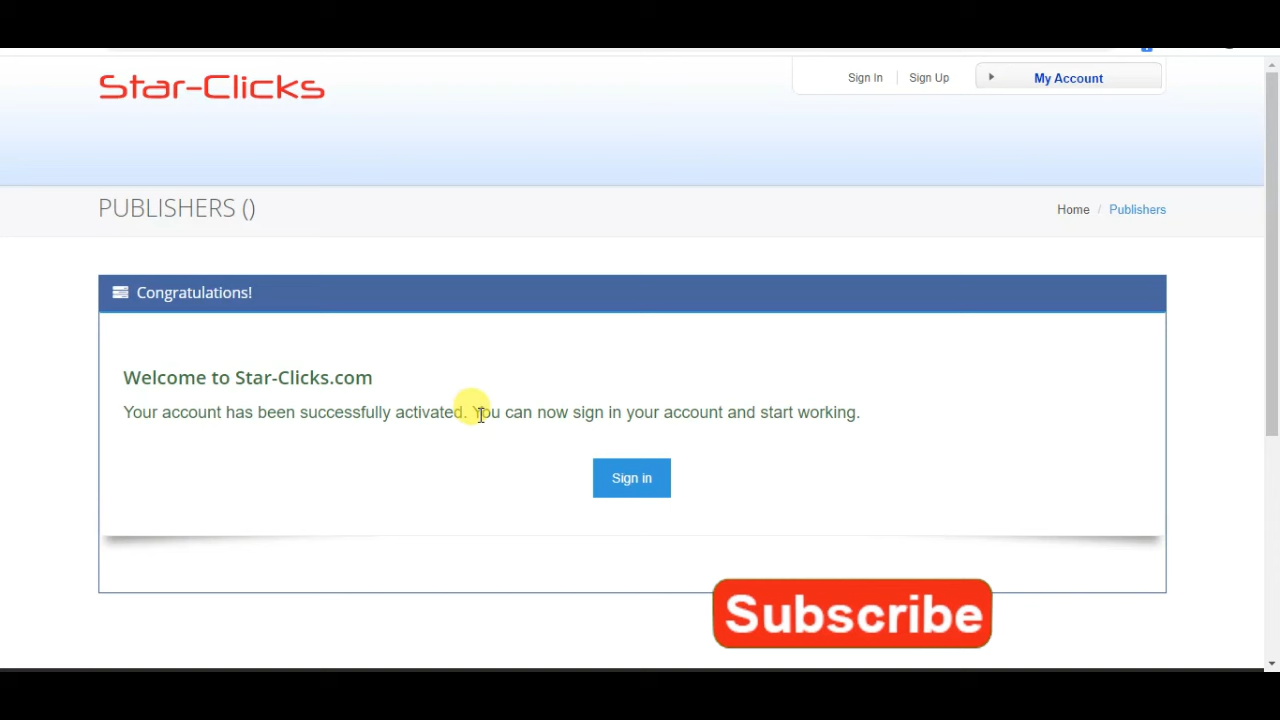 Star-Clicks
Sign In
Sign Up
My Account
PUBLISHERS ()
Home / Publishers
Congratulations!
Welcome to Star-Clicks.com
Your account has been successfully activated. You can now sign in your account and start working.
Sign in
Subscribe